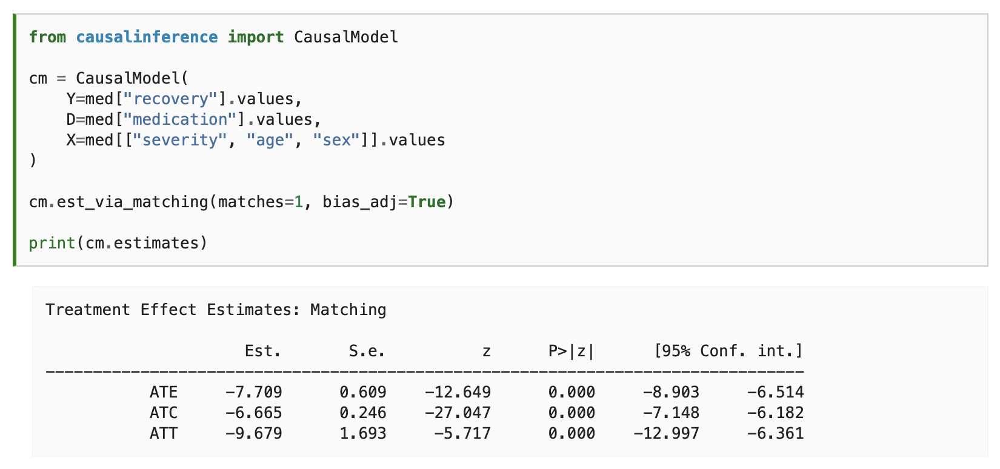 from causalinference import CausalModel
cm = CausalModel(
    Y=med["recovery"].values,
    D=med["medication"].values,
    X=med[["severity", "age", "sex"]].values
)
cm.est_via_matching(matches=1, bias_adj=True)
print(cm.estimates)
Treatment Effect Estimates: Matching
Est. S.e. z P>|z| [95% Conf. int.]
--------------------------------------------------------------------------------
ATE −7.709 0.609 −12.649 0.000 −8.903 −6.514
ATC −6.665 0.246 −27.047 0.000 −7.148 −6.182
ATT −9.679 1.693 −5.717 0.000 −12.997 −6.361